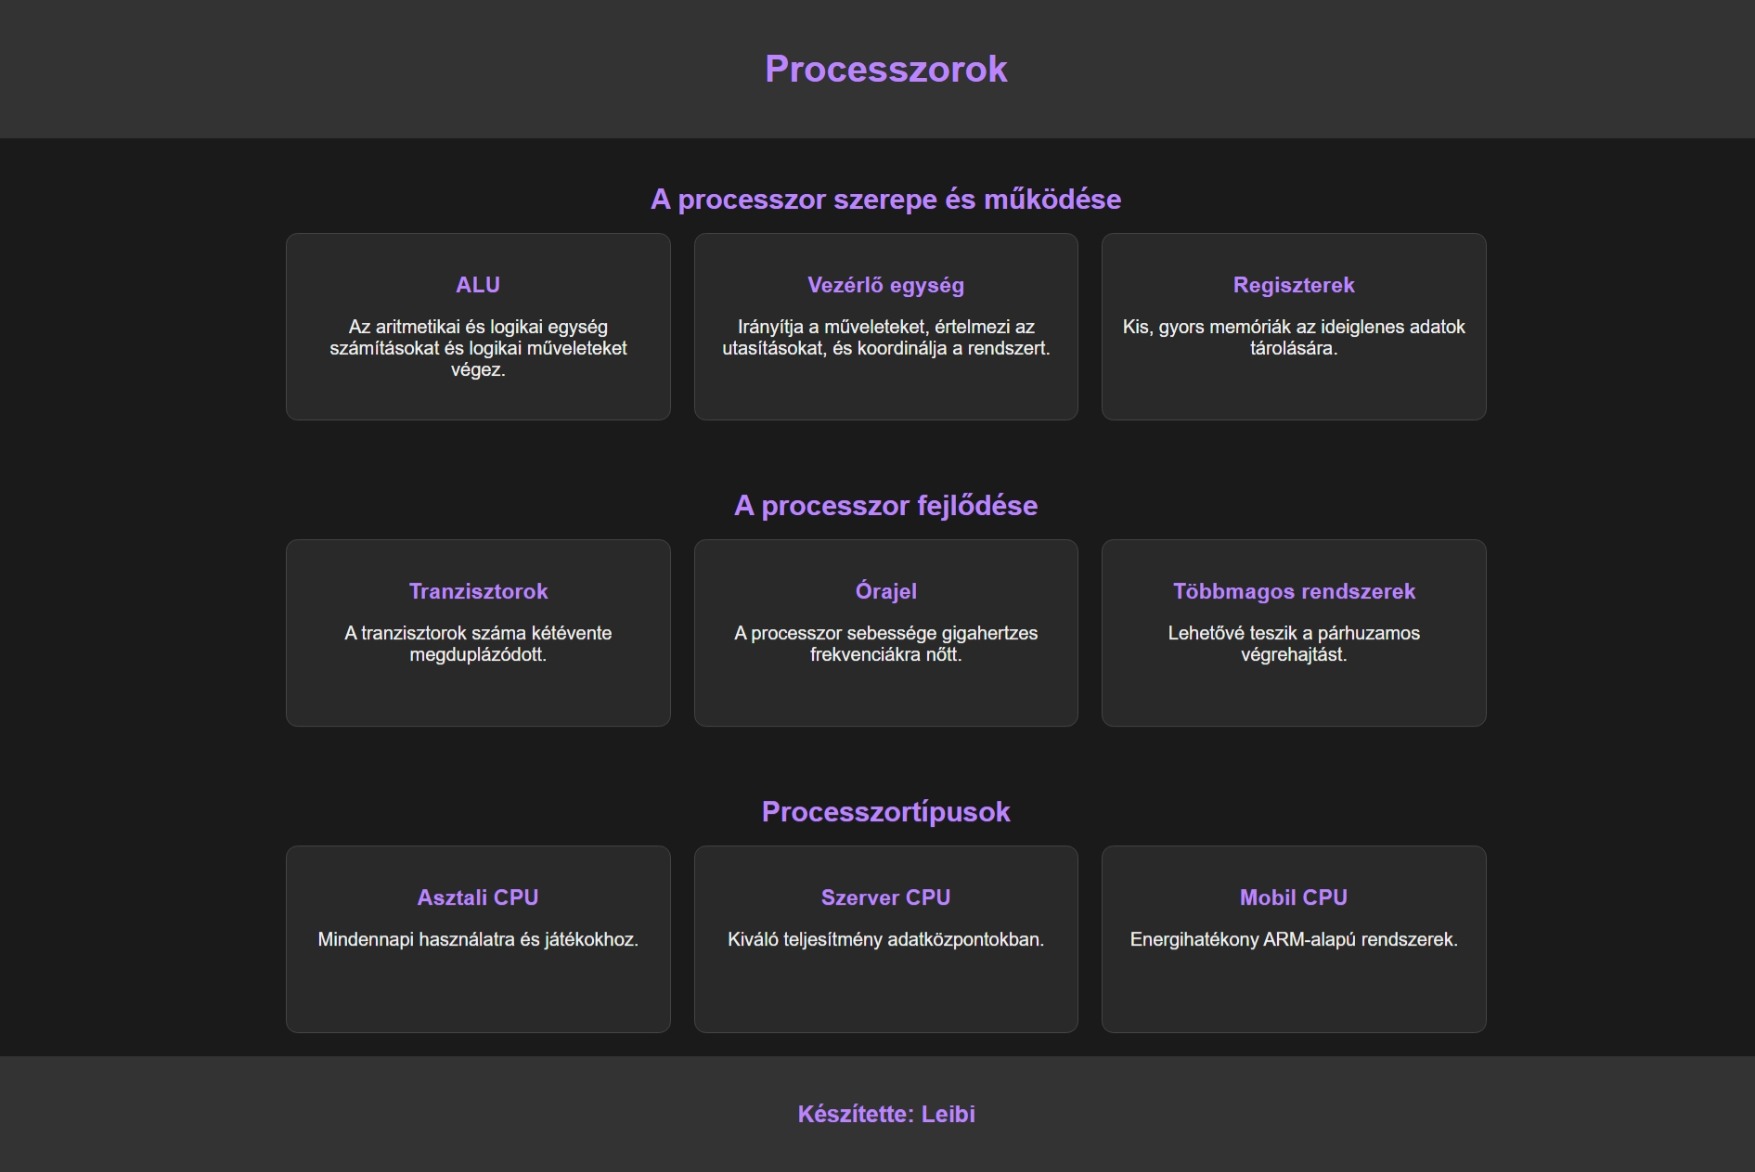 Processzorok
A processzor szerepe és működése
ALU
Az aritmetikai és logikai egység
számításokat és logikai műveleteket
végez.
Vezérlő egység
Irányítja a műveleteket, értelmezi az
utasításokat, és koordinálja a rendszert.
Regiszterek
Kis, gyors memóriák az ideiglenes adatok
tárolására.
A processzor fejlődése
Tranzisztorok
A tranzisztorok száma kétévente
megduplázódott.
Órajel
A processzor sebessége gigahertzes
frekvenciákra nőtt.
Többmagos rendszerek
Lehetővé teszik a párhuzamos
végrehajtást.
Processzortípusok
Asztali CPU
Mindennapi használatra és játékokhoz.
Szerver CPU
Kiváló teljesítmény adatközpontokban.
Mobil CPU
Energihatékony ARM-alapú rendszerek.
Készítette: Leibi